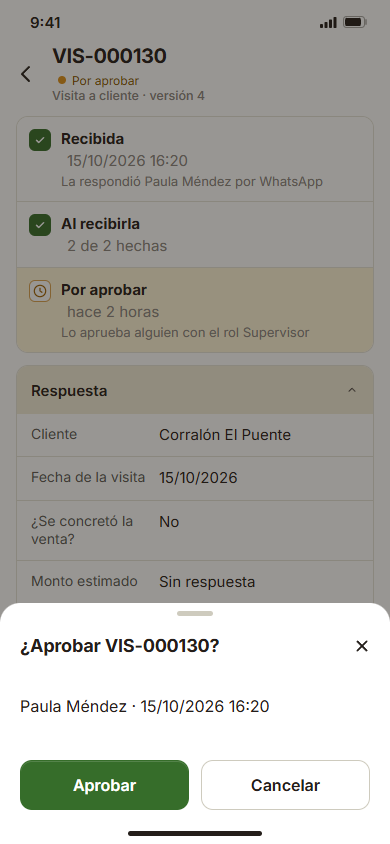 9:41
VIS-000130
Por aprobar
Visita a cliente · versión 4
Recibida
15/10/2026 16:20
La respondió Paula Méndez por WhatsApp
Al recibirla
2 de 2 hechas
Por aprobar
hace 2 horas
Lo aprueba alguien con el rol Supervisor
Respuesta
Cliente Corralón El Puente
Fecha de la visita 15/10/2026
¿Se concretó la venta? No
Monto estimado Sin respuesta
¿Aprobar VIS-000130?
Paula Méndez · 15/10/2026 16:20
Aprobar Cancelar